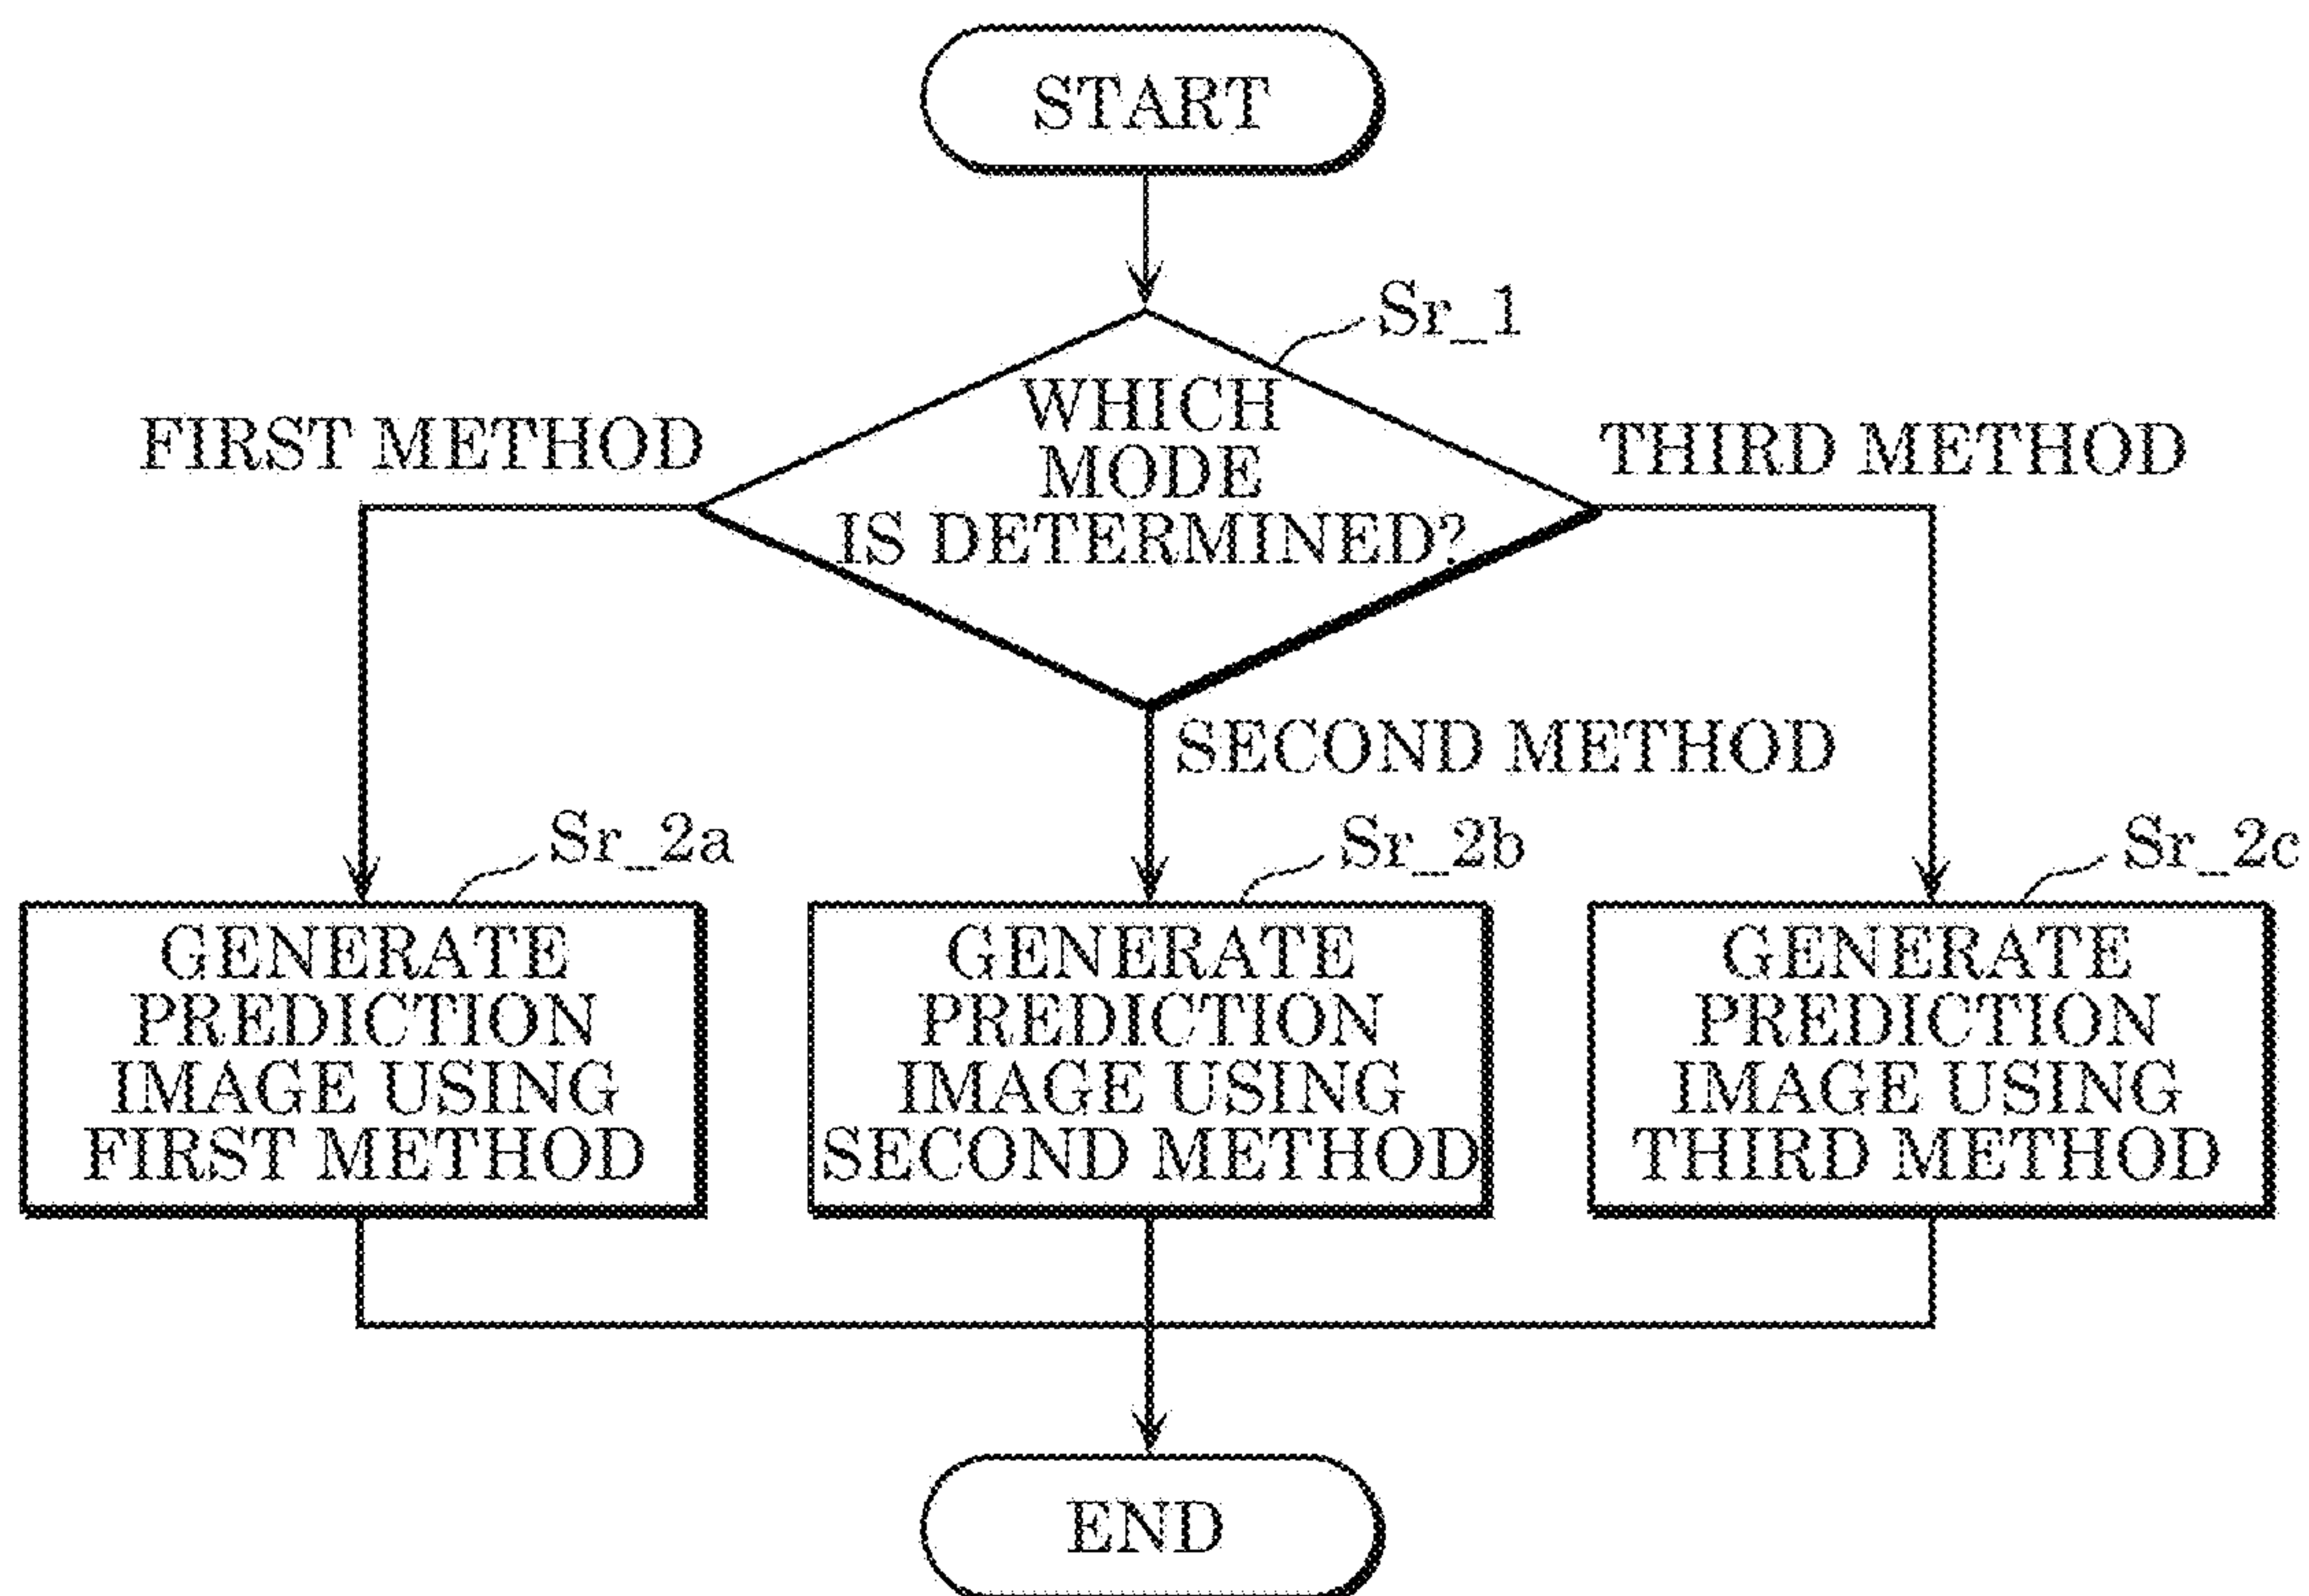 START
Sr_1
WHICH
MODE
IS DETERMINED?
FIRST METHOD
THIRD METHOD
SECOND METHOD
Sr_2a
GENERATE
PREDICTION
IMAGE USING
FIRST METHOD
Sr_2b
GENERATE
PREDICTION
IMAGE USING
SECOND METHOD
Sr_2c
GENERATE
PREDICTION
IMAGE USING
THIRD METHOD
END